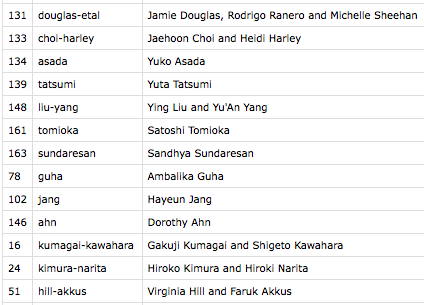 131 douglas-etal Jamie Douglas, Rodrigo Ranero and Michelle Sheehan
133 choi-harley Jaehoon Choi and Heidi Harley
134 asada Yuko Asada
139 tatsumi Yuta Tatsumi
148 liu-yang Ying Liu and Yu'An Yang
161 tomioka Satoshi Tomioka
163 sundaresan Sandhya Sundaresan
78 guha Ambalika Guha
102 jang Hayeun Jang
146 ahn Dorothy Ahn
16 kumagai-kawahara Gakuji Kumagai and Shigeto Kawahara
24 kimura-narita Hiroko Kimura and Hiroki Narita
51 hill-akkus Virginia Hill and Faruk Akkus